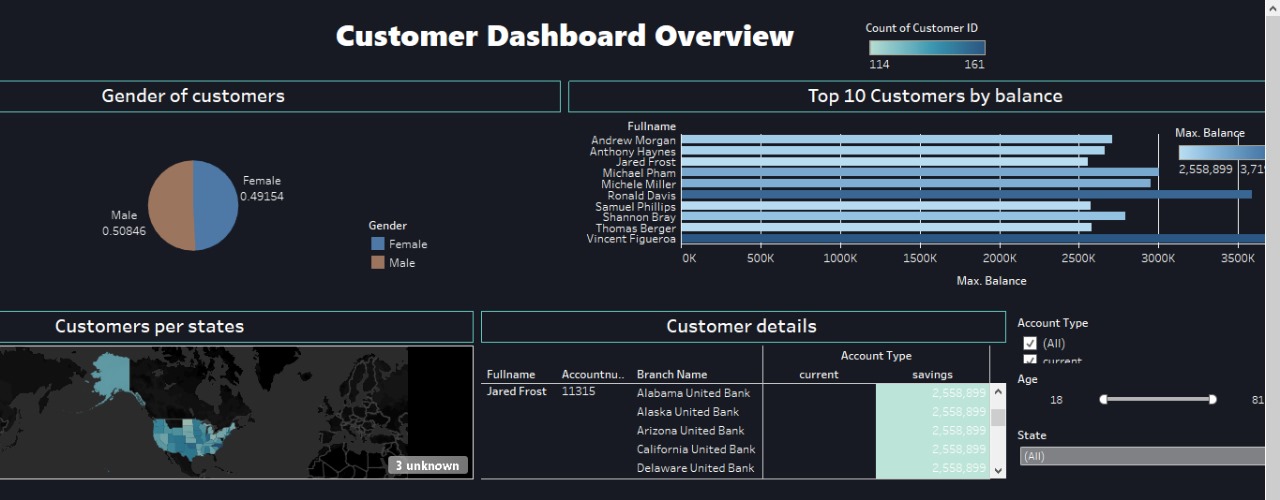 Customer Dashboard Overview
Count of Customer ID
114 161
Gender of customers
Top 10 Customers by balance
Female
0.49154
Male
0.50846
Gender
Female
Male
Fullname
Andrew Morgan
Anthony Haynes
Jared Frost
Michael Pham
Michele Miller
Ronald Davis
Samuel Phillips
Shannon Bray
Thomas Berger
Vincent Figueroa
0K 500K 1000K 1500K 2000K 2500K 3000K 3500K
Max. Balance
Max. Balance
2,558,899 3,719
Customers per states
3 unknown
Customer details
Account Type
Fullname Accountnu.. Branch Name current savings
Jared Frost 11315 Alabama United Bank 2,558,899
Alaska United Bank 2,558,899
Arizona United Bank 2,558,899
California United Bank 2,558,899
Delaware United Bank 2,558,899
Account Type
(All)
current
Age
18 81
State
(All)